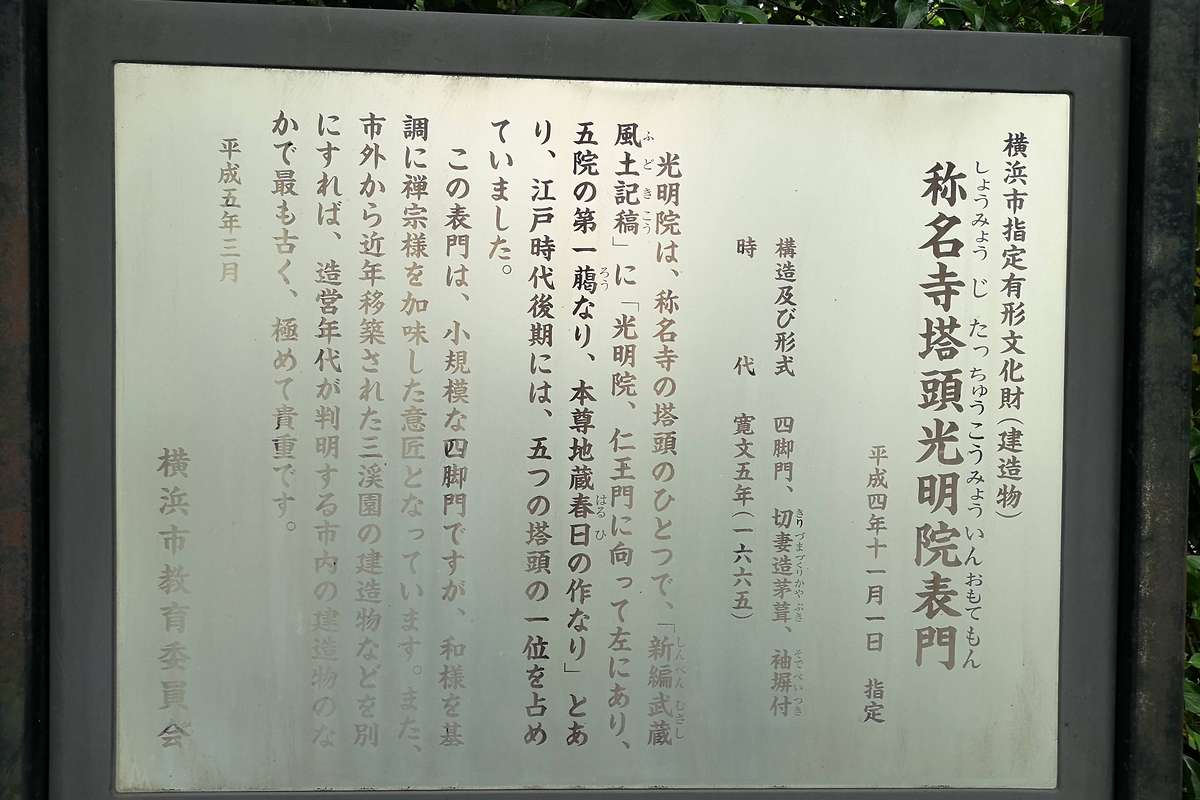 横浜市指定有形文化財（建造物）
しょうみょう じ たっちゅうこうみょういんおもてもん
称名寺塔頭光明院表門
平成四年十一月一日 指定
きりづまづくりかやぶき そでべいつき
構造及び形式 四脚門、切妻造茅葺、袖塀付
時代 寛文五年（一六六五）
しんぺん むさし
光明院は、称名寺の塔頭のひとつで、「新編武蔵
ふどきこう
風土記稿」に「光明院、仁王門に向って左にあり、
ろう はるひ
五院の第一﨟なり、本尊地蔵春日の作なり」とあ
り、江戸時代後期には、五つの塔頭の一位を占め
ていました。
この表門は、小規模な四脚門ですが、和様を基
調に禅宗様を加味した意匠となっています。また、
市外から近年移築された三溪園の建造物などを別
にすれば、造営年代が判明する市内の建造物のな
かで最も古く、極めて貴重です。
平成五年三月
横浜市教育委員会